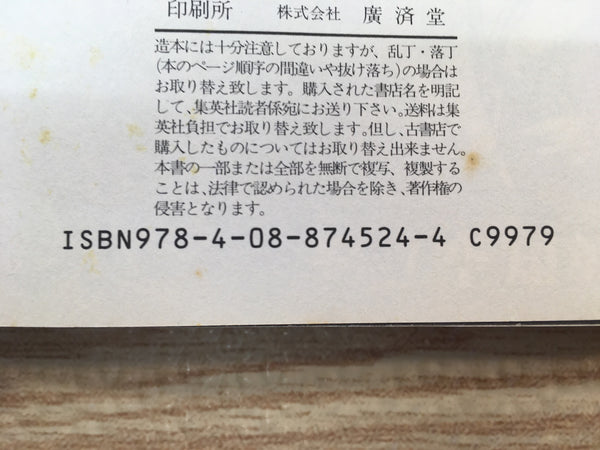 印刷所 株式会社 廣済堂
造本には十分注意しておりますが、乱丁・落丁
(本のページ順序の間違いや抜け落ち)の場合は
お取り替え致します。購入された書店名を明記
して、集英社読者係宛にお送り下さい。送料は集
英社負担でお取り替え致します。但し、古書店で
購入したものについてはお取り替え出来ません。
本書の一部または全部を無断で複写、複製する
ことは、法律で認められた場合を除き、著作権の
侵害となります。
ISBN978-4-08-874524-4 C9979